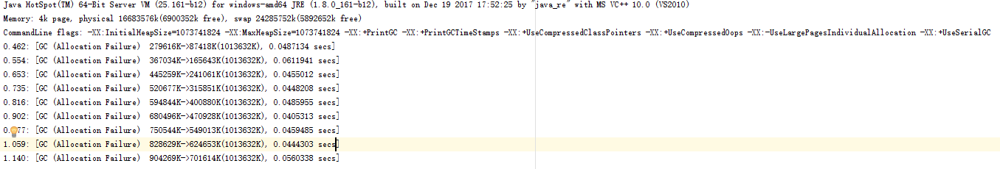 Java HotSpot(TM) 64-Bit Server VM (25.161-b12) for windows-amd64 JRE (1.8.0_161-b12), built on Dec 19 2017 17:52:25 by "java_re" with MS VC++ 10.0 (VS2010)
Memory: 4k page, physical 16683576k(6900352k free), swap 24285752k(5892652k free)
CommandLine flags: -XX:InitialHeapSize=1073741824 -XX:MaxHeapSize=1073741824 -XX:+PrintGC -XX:+PrintGCTimeStamps -XX:+UseCompressedClassPointers -XX:+UseCompressedOops -XX:-UseLargePagesIndividualAllocation -XX:+UseSerialGC
0.462: [GC (Allocation Failure)  279616K->87418K(1013632K), 0.0487134 secs]
0.554: [GC (Allocation Failure)  367034K->165643K(1013632K), 0.0611941 secs]
0.653: [GC (Allocation Failure)  445259K->241061K(1013632K), 0.0455012 secs]
0.735: [GC (Allocation Failure)  520677K->315851K(1013632K), 0.0448208 secs]
0.816: [GC (Allocation Failure)  594844K->400880K(1013632K), 0.0485955 secs]
0.902: [GC (Allocation Failure)  680496K->470928K(1013632K), 0.0405313 secs]
[GC (Allocation Failure)  750544K->549013K(1013632K), 0.0459485 secs]
1.059: [GC (Allocation Failure)  828629K->624653K(1013632K), 0.0444303 secs]
1.140: [GC (Allocation Failure)  904269K->701614K(1013632K), 0.0560338 secs]